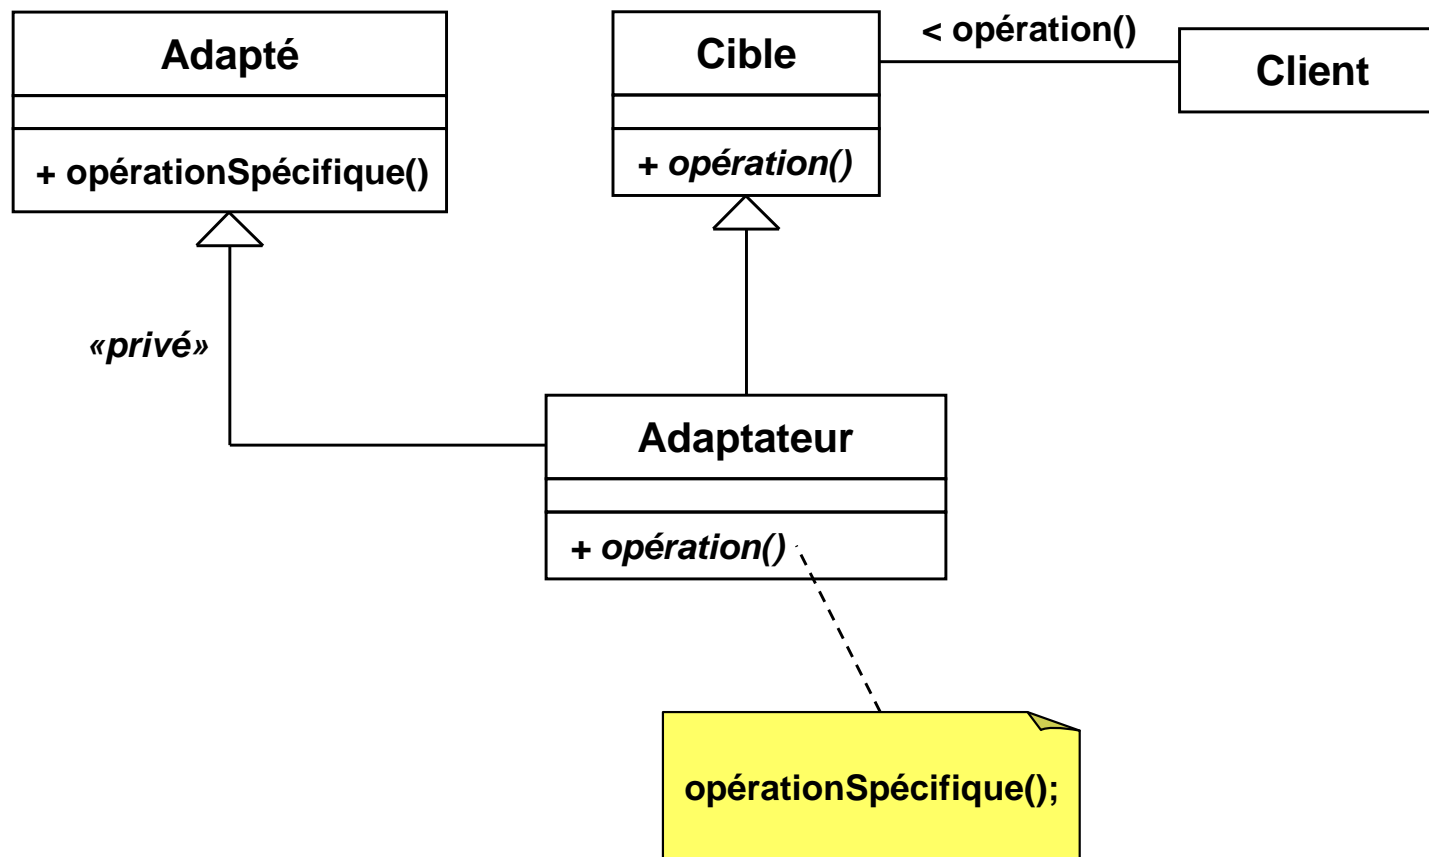 Adapté
+ opérationSpécifique()
Cible
+ opération()
< opération()
Client
«privé»
Adaptateur
+ opération()
opérationSpécifique();